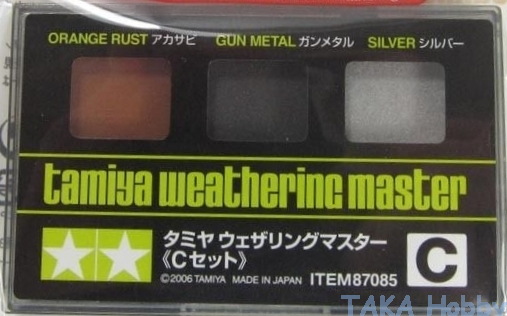 ORANGE RUST アカサビ GUN METAL ガンメタル SILVER シルバー
tamiya weathering master
タミヤ ウェザリングマスター
《Cセット》
C
©2006 TAMIYA MADE IN JAPAN ITEM87085
TAKA Hobby